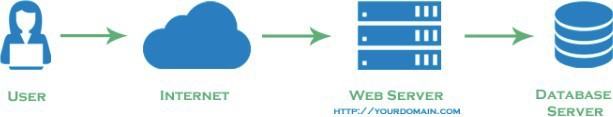 USER
INTERNET
WEB SERVER
HTTP://YOURDOMAIN.COM
DATABASE
SERVER